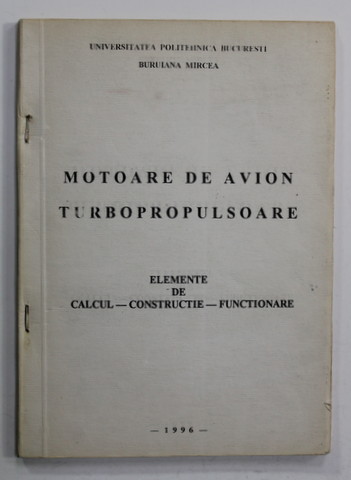 UNIVERSITATEA POLITEHNICA BUCURESTI
BURUIANA MIRCEA
MOTOARE DE AVION
TURBOPROPULSOARE
ELEMENTE
DE
CALCUL — CONSTRUCTIE — FUNCTIONARE
— 1996 —